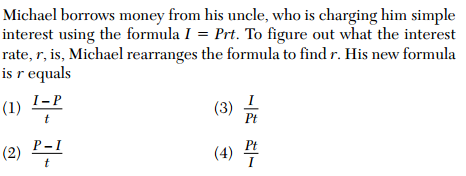 Michael borrows money from his uncle, who is charging him simple
interest using the formula I = Prt. To figure out what the interest
rate, r, is, Michael rearranges the formula to find r. His new formula
is r equals
(1) \frac{I-P}{t} (3) \frac{I}{Pt}
(2) \frac{P-I}{t} (4) \frac{Pt}{I}